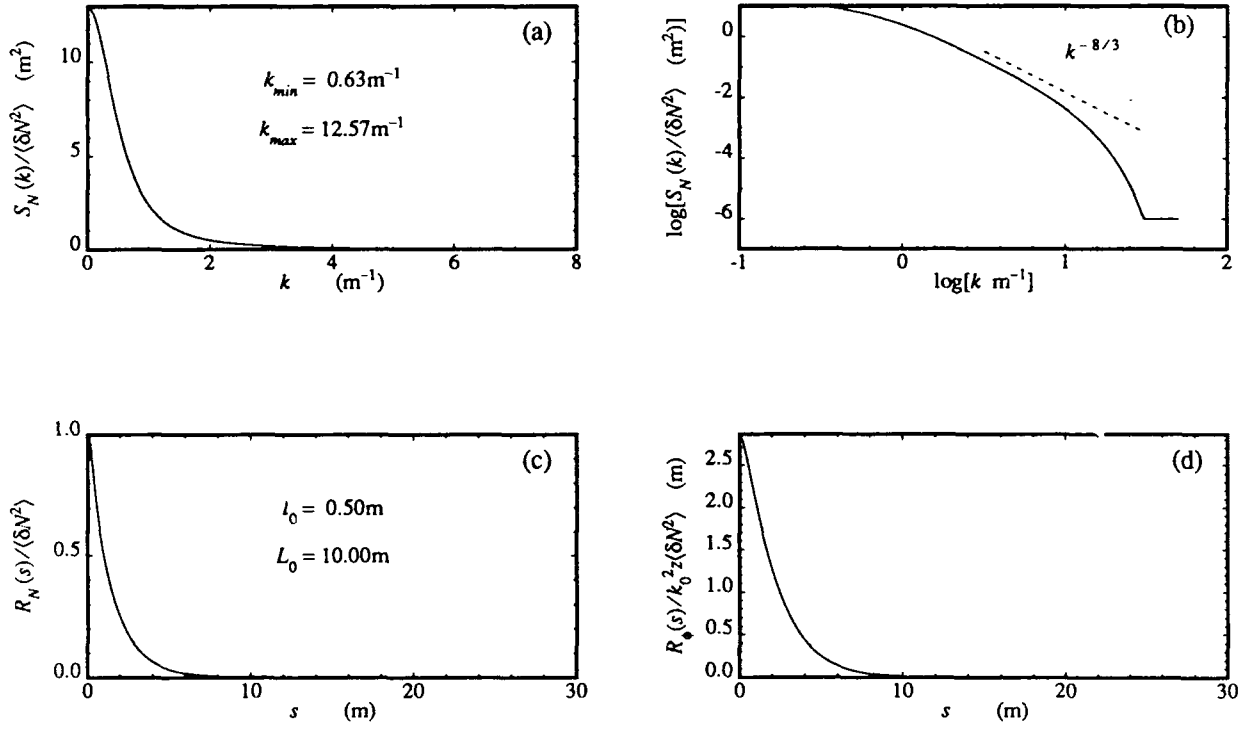 (a)
S_N(k)/⟨δN²⟩ (m²)
10
5
0
k_min = 0.63m⁻¹
k_max = 12.57m⁻¹
0 2 4 6 8
k (m⁻¹)
(b)
log[S_N(k)/⟨δN²⟩ (m²)]
0
-2
-4
-6
k⁻⁸/³
-1 0 1 2
log[k m⁻¹]
(c)
R_N(s)/⟨δN²⟩
1.0
0.5
0.0
l₀ = 0.50m
L₀ = 10.00m
0 10 20 30
s (m)
(d)
R_ϕ(s)/k₀²z⟨δN²⟩ (m)
2.5
2.0
1.5
1.0
0.5
0.0
0 10 20 30
s (m)